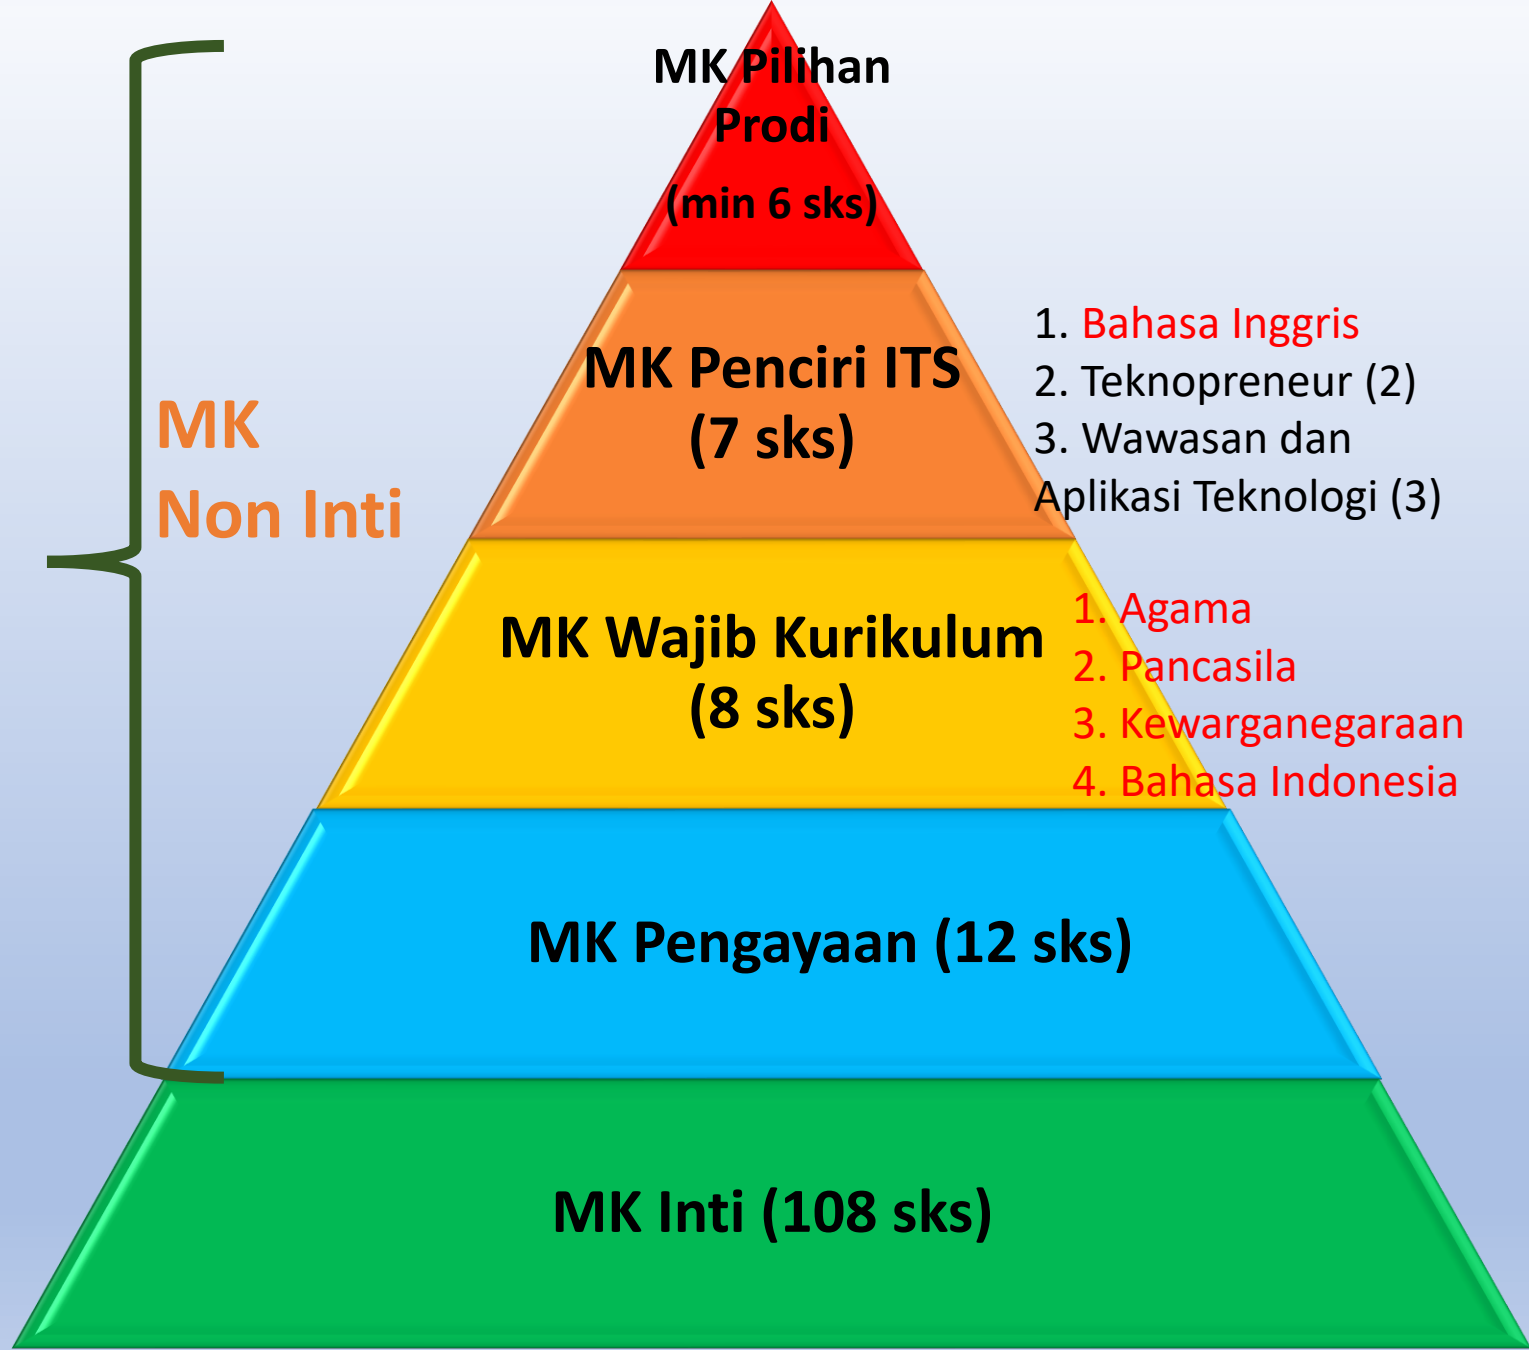 MK Pilihan
Prodi
(min 6 sks)
MK Penciri ITS
(7 sks)
1. Bahasa Inggris
2. Teknopreneur (2)
3. Wawasan dan
Aplikasi Teknologi (3)
MK
Non Inti
MK Wajib Kurikulum
(8 sks)
1. Agama
2. Pancasila
3. Kewarganegaraan
4. Bahasa Indonesia
MK Pengayaan (12 sks)
MK Inti (108 sks)